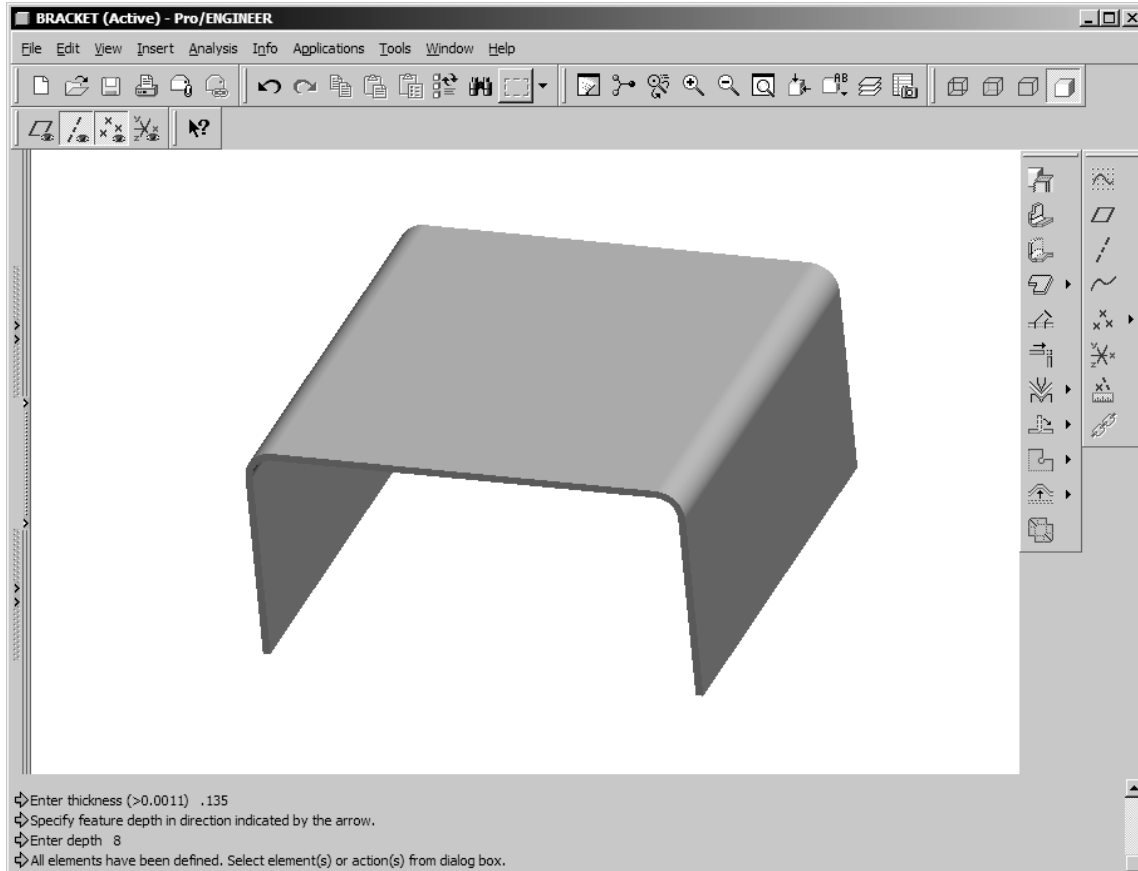 BRACKET (Active) - Pro/ENGINEER
File Edit View Insert Analysis Info Applications Tools Window Help
Enter thickness (>0.0011) .135
Specify feature depth in direction indicated by the arrow.
Enter depth 8
All elements have been defined. Select element(s) or action(s) from dialog box.